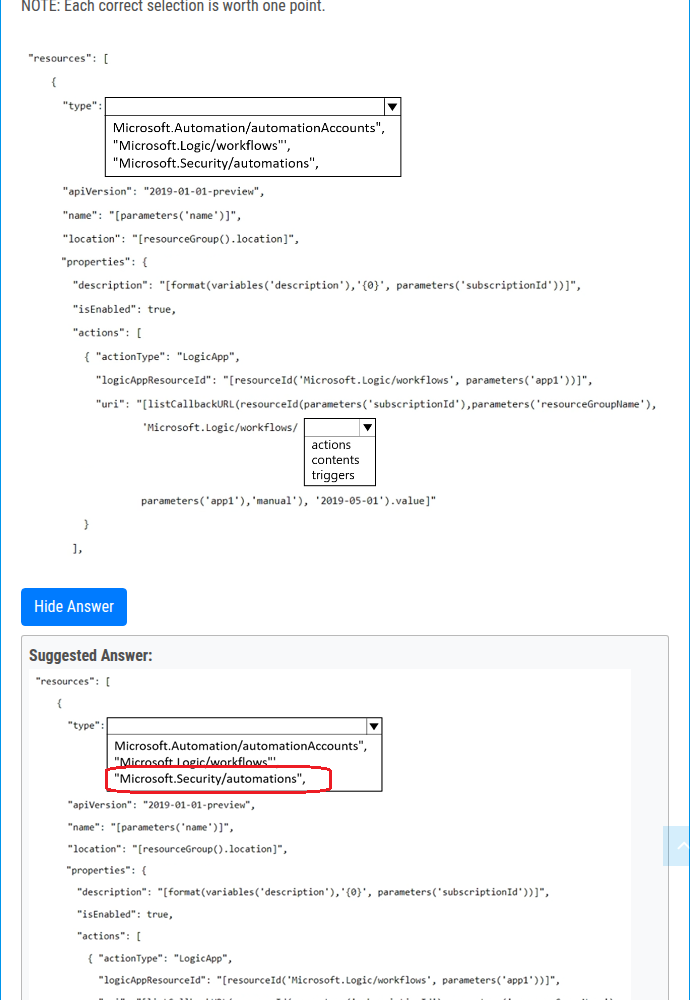 NOTE: Each correct selection is worth one point.
"resources": [
{
"type":
Microsoft.Automation/automationAccounts",
"Microsoft.Logic/workflows"',
"Microsoft.Security/automations",
"apiVersion": "2019-01-01-preview",
"name": "[parameters('name')]",
"location": "[resourceGroup().location]",
"properties": {
"description": "[format(variables('description'),'{0}', parameters('subscriptionId'))]",
"isEnabled": true,
"actions": [
{ "actionType": "LogicApp",
"logicAppResourceId": "[resourceId('Microsoft.Logic/workflows', parameters('app1'))]",
"uri": "[listCallbackURL(resourceId(parameters('subscriptionId'),parameters('resourceGroupName'),
'Microsoft.Logic/workflows/
actions
contents
triggers
parameters('app1'),'manual'), '2019-05-01').value]"
}
],
Hide Answer
Suggested Answer:
"resources": [
{
"type":
Microsoft.Automation/automationAccounts",
"Microsoft.Logic/workflows"'
"Microsoft.Security/automations",
"apiVersion": "2019-01-01-preview",
"name": "[parameters('name')]",
"location": "[resourceGroup().location]",
"properties": {
"description": "[format(variables('description'),'{0}', parameters('subscriptionId'))]",
"isEnabled": true,
"actions": [
{ "actionType": "LogicApp",
"logicAppResourceId": "[resourceId('Microsoft.Logic/workflows', parameters('app1'))]",